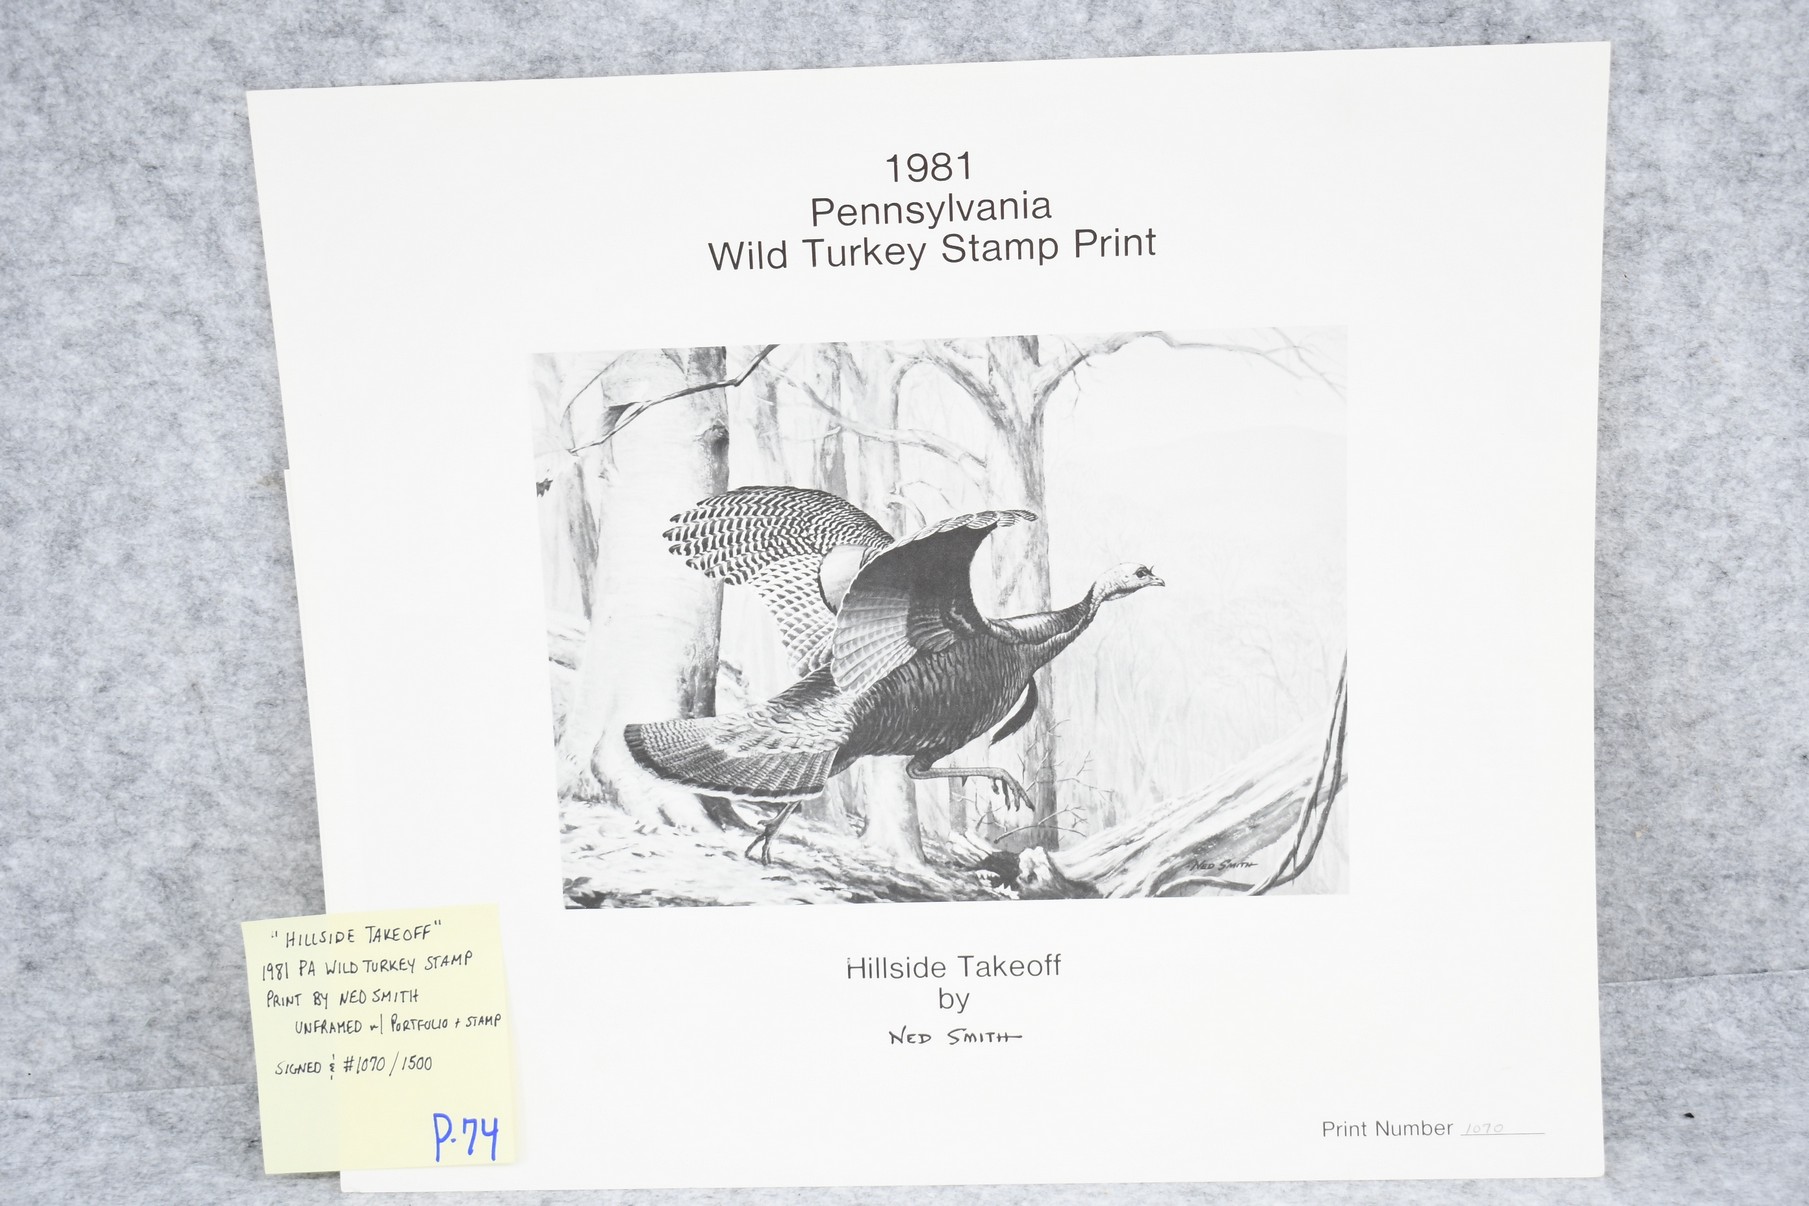 1981
Pennsylvania
Wild Turkey Stamp Print
NED SMITH
Hillside Takeoff
by
NED SMITH
Print Number 1070
"HILLSIDE TAKEOFF"
1981 PA WILD TURKEY STAMP
PRINT BY NED SMITH
UNFRAMED w/ PORTFOLIO + STAMP
SIGNED & #1070/1500
P.74